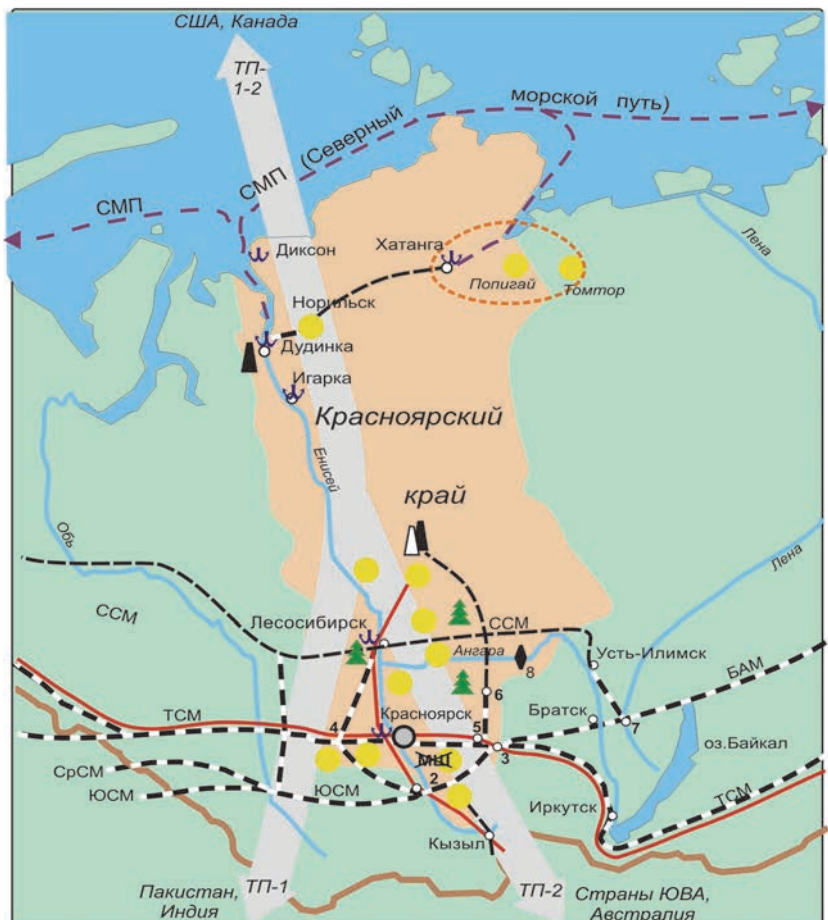 США, Канада
ТП-
1-2
СМП (Северный морской путь)
СМП
Диксон
Хатанга
Попигай
Томтор
Лена
Норильск
Дудинка
Игарка
Красноярский
край
Енисей
Обь
Лена
ССМ
Лесосибирск
ССМ
Ангара
8
Усть-Илимск
БАМ
6
ТСМ
4
Красноярск
5
3
Братск
7
оз.Байкал
СрСМ
МШ
2
ЮСМ
ЮСМ
Иркутск
ТСМ
Кызыл
Пакистан,
Индия
ТП-1
ТП-2
Страны ЮВА,
Австралия